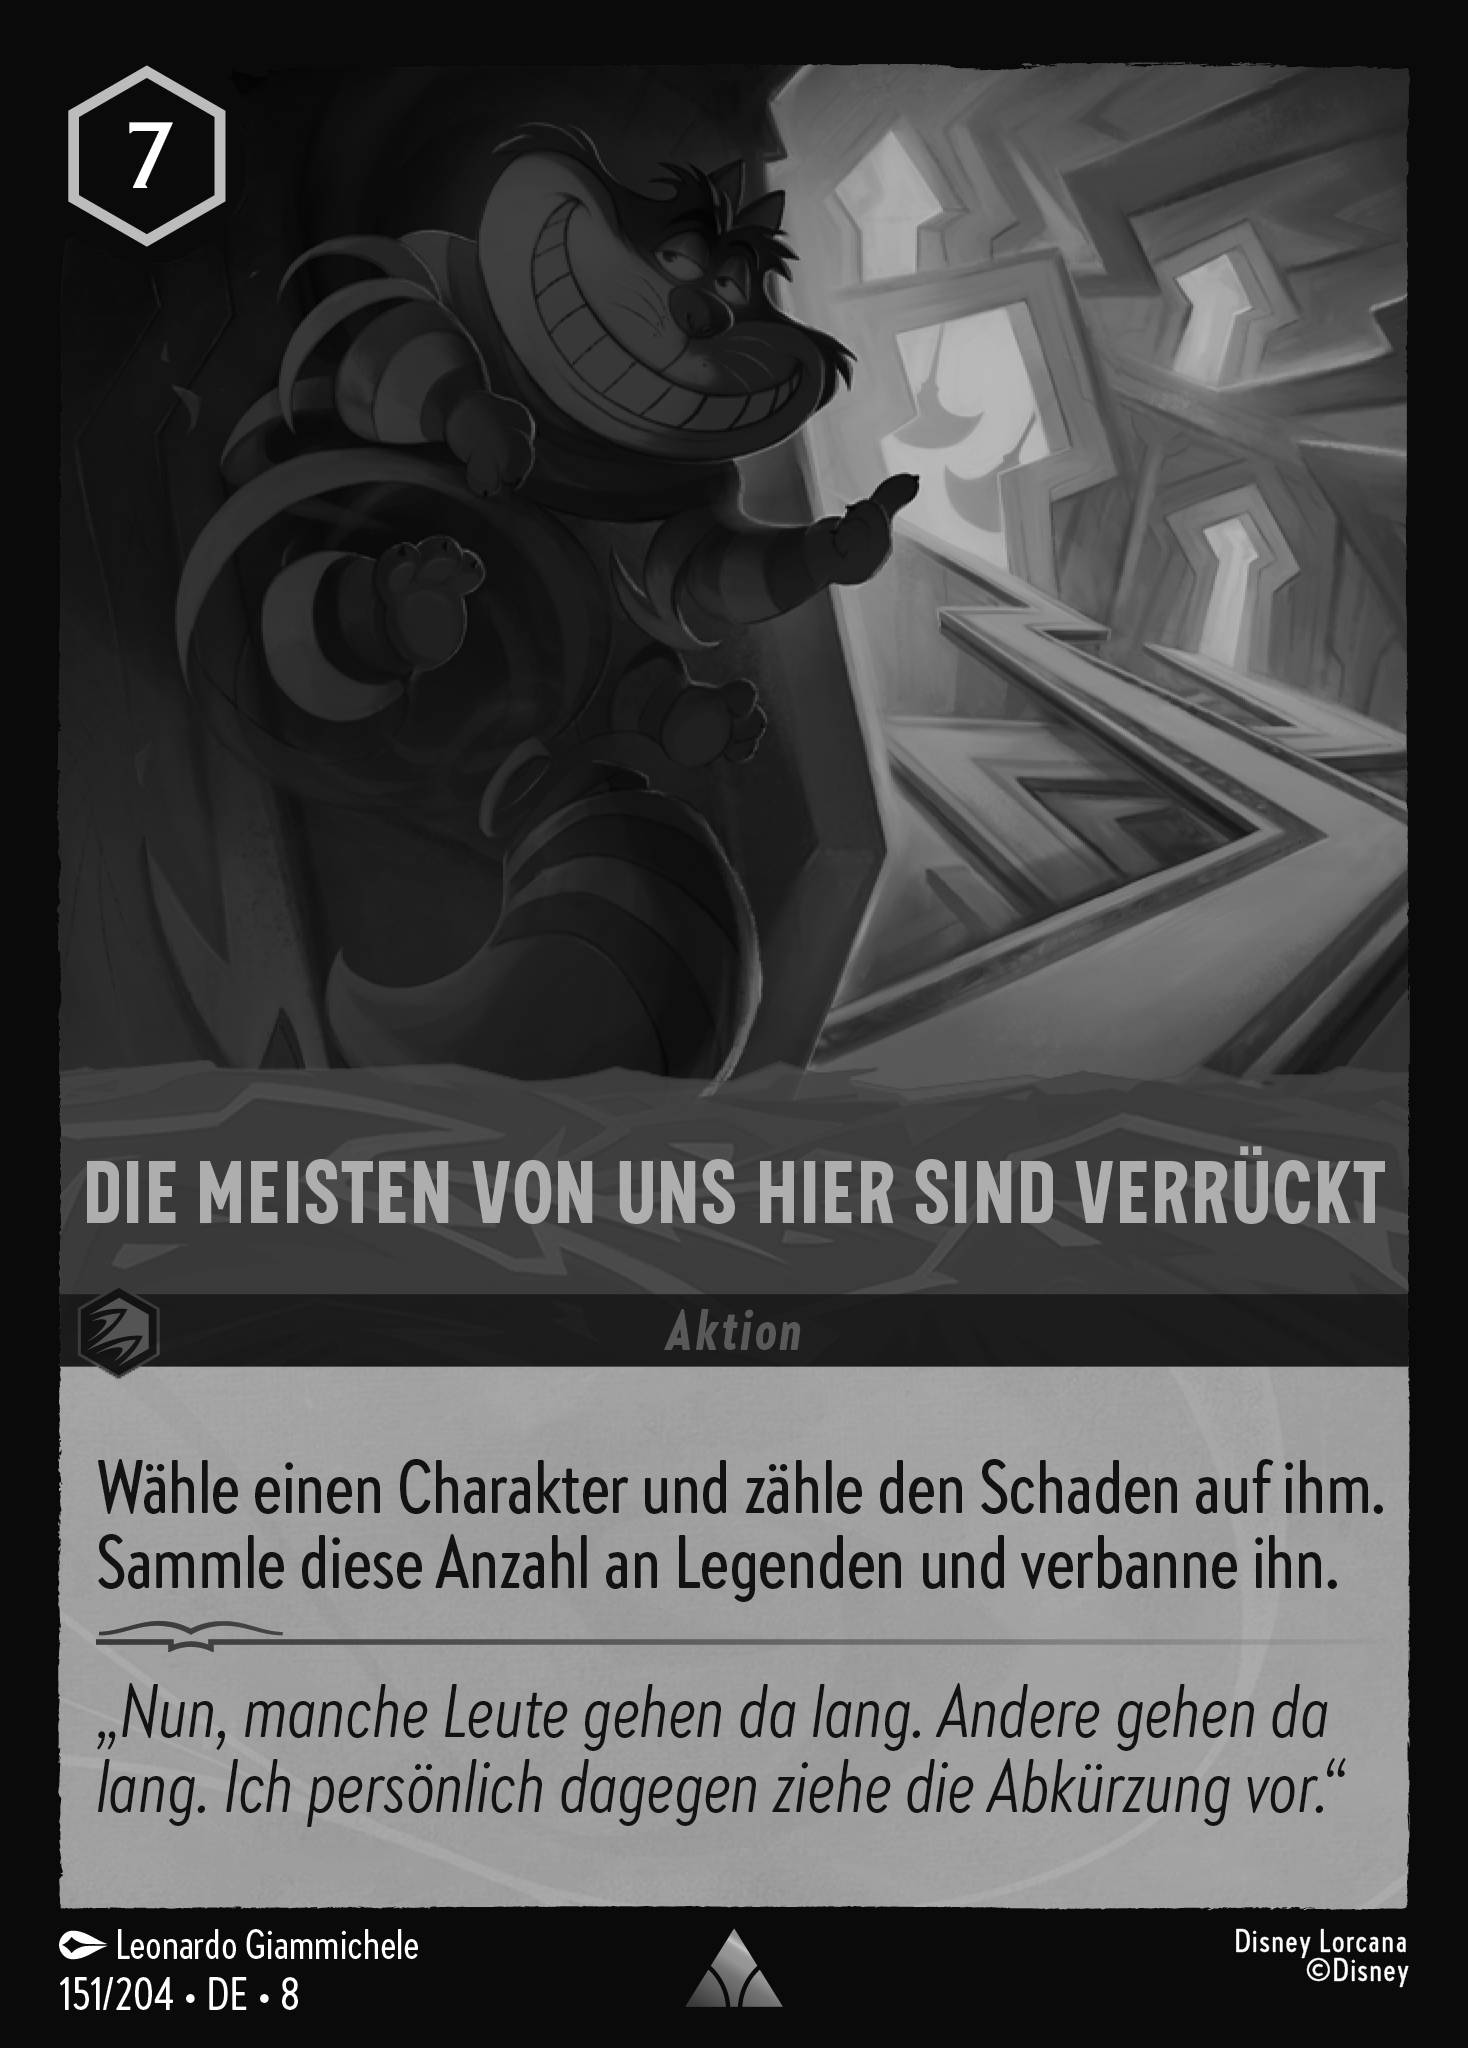 7
DIE MEISTEN VON UNS HIER SIND VERRÜCKT
Aktion
Wähle einen Charakter und zähle den Schaden auf ihm.
Sammle diese Anzahl an Legenden und verbanne ihn.
„Nun, manche Leute gehen da lang. Andere gehen da
lang. Ich persönlich dagegen ziehe die Abkürzung vor.“
Leonardo Giammichele
151/204 • DE • 8
Disney Lorcana
©Disney